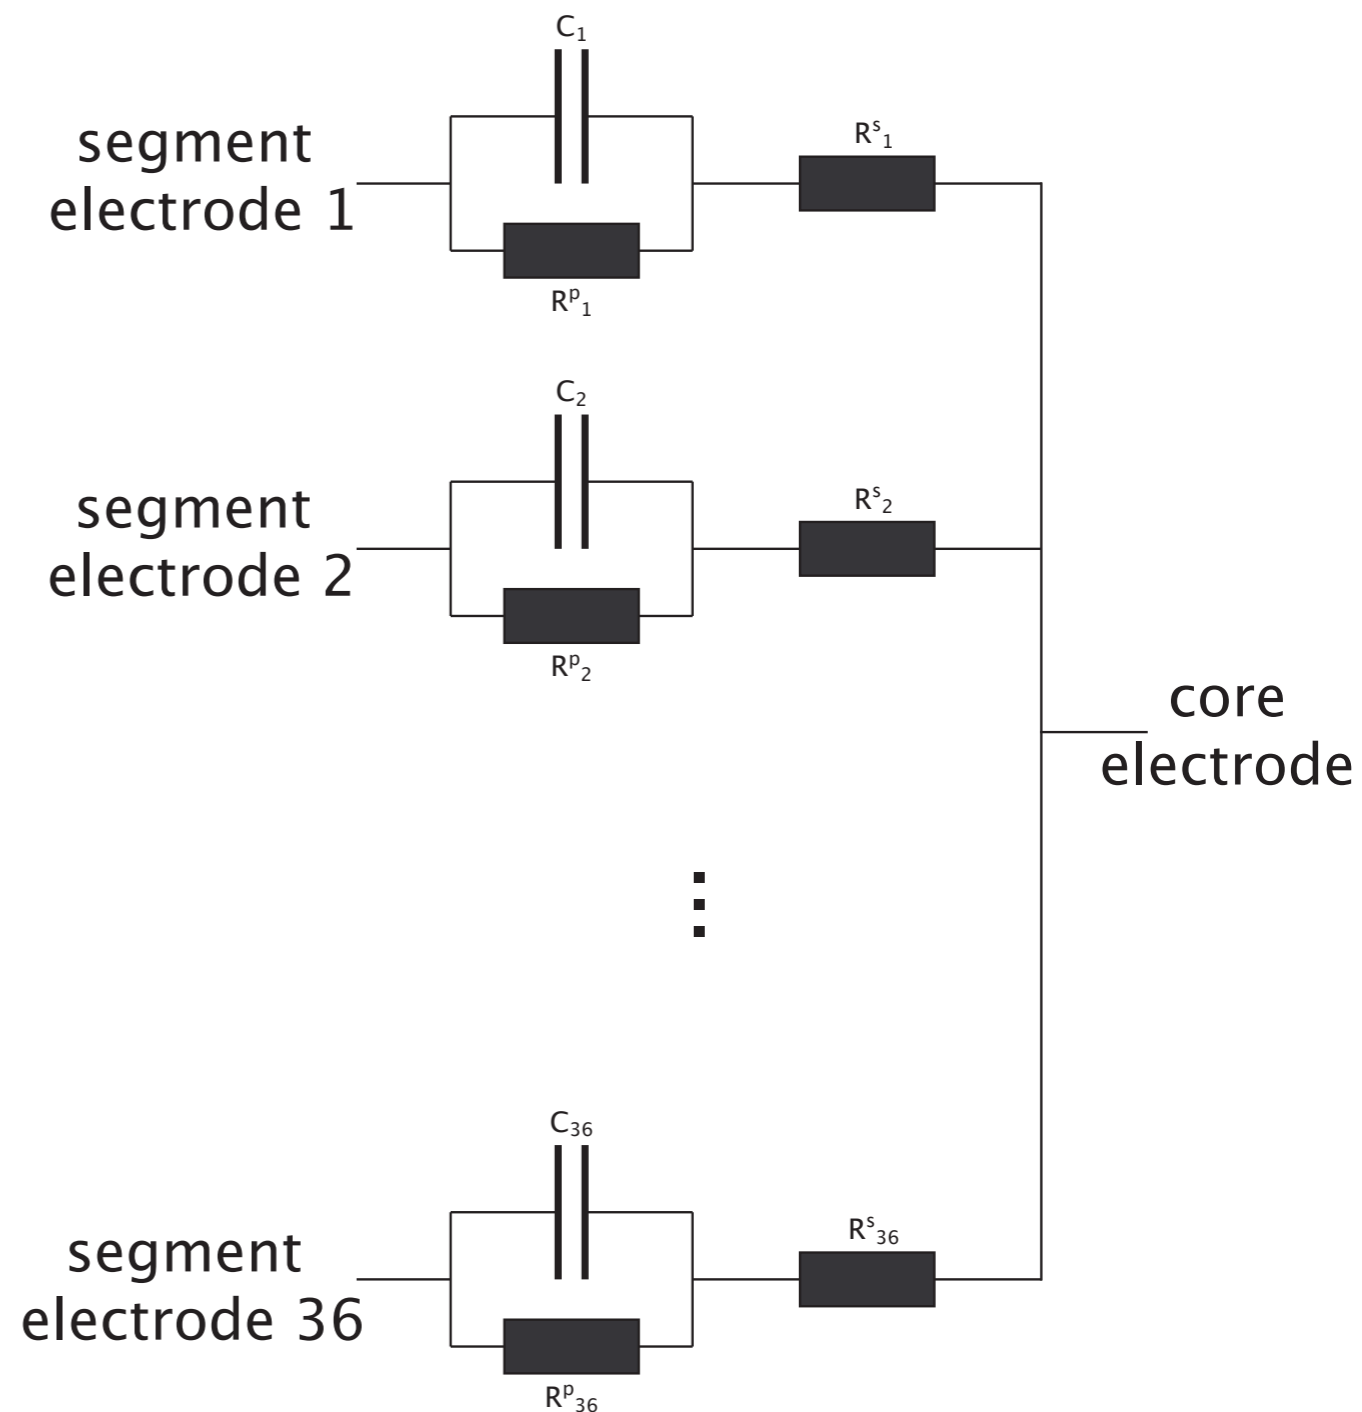 C₁
segment
electrode 1
Rˢ₁
Rᵖ₁
C₂
segment
electrode 2
Rˢ₂
Rᵖ₂
core
electrode
C₃₆
segment
electrode 36
Rˢ₃₆
Rᵖ₃₆